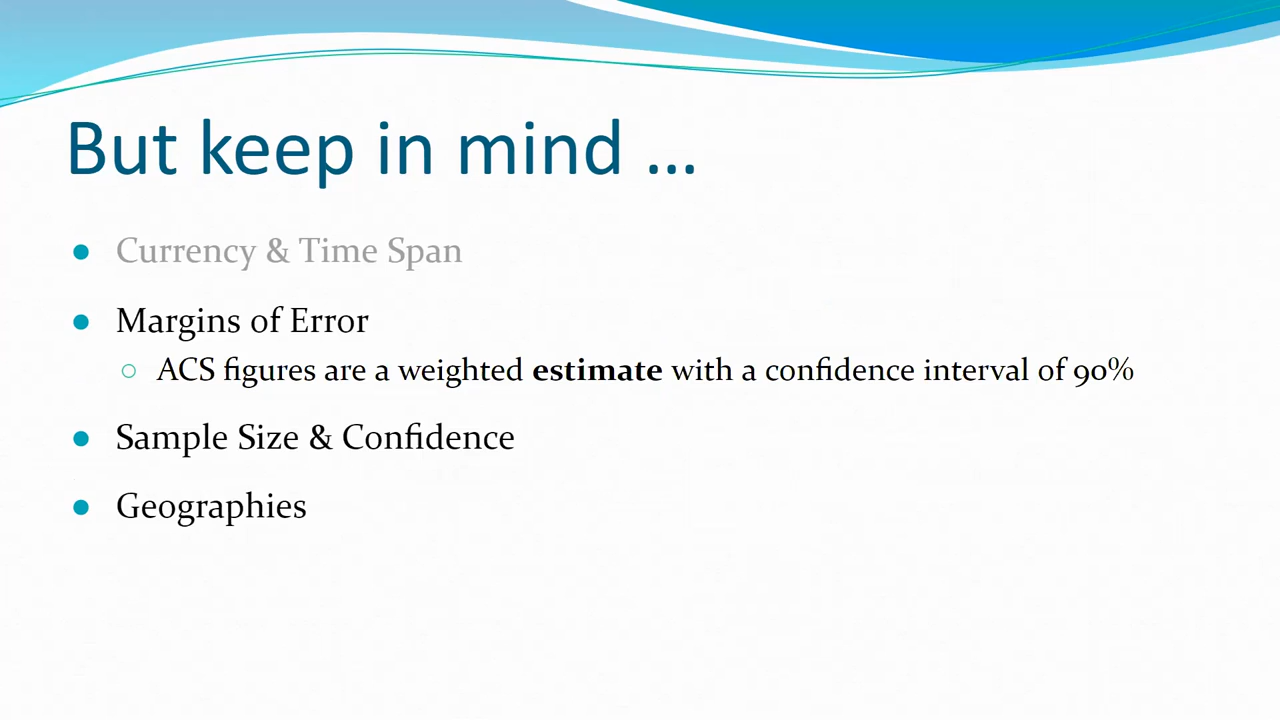 But keep in mind ...
Currency & Time Span
Margins of Error
ACS figures are a weighted estimate with a confidence interval of 90%
Sample Size & Confidence
Geographies